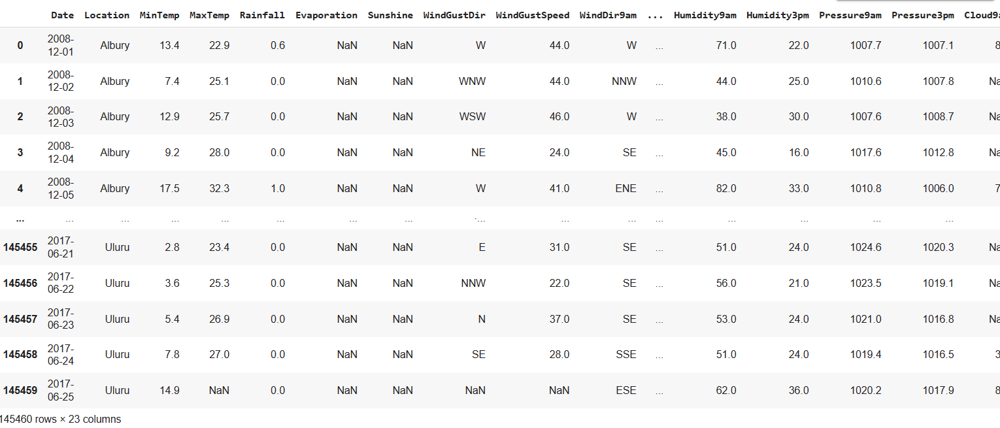 Date Location MinTemp MaxTemp Rainfall Evaporation Sunshine WindGustDir WindGustSpeed WindDir9am ... Humidity9am Humidity3pm Pressure9am Pressure3pm Cloud9a
0 2008-12-01 Albury 13.4 22.9 0.6 NaN NaN W 44.0 W ... 71.0 22.0 1007.7 1007.1 8
1 2008-12-02 Albury 7.4 25.1 0.0 NaN NaN WNW 44.0 NNW ... 44.0 25.0 1010.6 1007.8 Na
2 2008-12-03 Albury 12.9 25.7 0.0 NaN NaN WSW 46.0 W ... 38.0 30.0 1007.6 1008.7 Na
3 2008-12-04 Albury 9.2 28.0 0.0 NaN NaN NE 24.0 SE ... 45.0 16.0 1017.6 1012.8 Na
4 2008-12-05 Albury 17.5 32.3 1.0 NaN NaN W 41.0 ENE ... 82.0 33.0 1010.8 1006.0 7
... ... ... ... ... ... ... ... ... ... ... ... ... ... ... ...
145455 2017-06-21 Uluru 2.8 23.4 0.0 NaN NaN E 31.0 SE ... 51.0 24.0 1024.6 1020.3 Na
145456 2017-06-22 Uluru 3.6 25.3 0.0 NaN NaN NNW 22.0 SE ... 56.0 21.0 1023.5 1019.1 Na
145457 2017-06-23 Uluru 5.4 26.9 0.0 NaN NaN N 37.0 SE ... 53.0 24.0 1021.0 1016.8 Na
145458 2017-06-24 Uluru 7.8 27.0 0.0 NaN NaN SE 28.0 SSE ... 51.0 24.0 1019.4 1016.5 3
145459 2017-06-25 Uluru 14.9 NaN 0.0 NaN NaN NaN NaN ESE ... 62.0 36.0 1020.2 1017.9 8
145460 rows × 23 columns